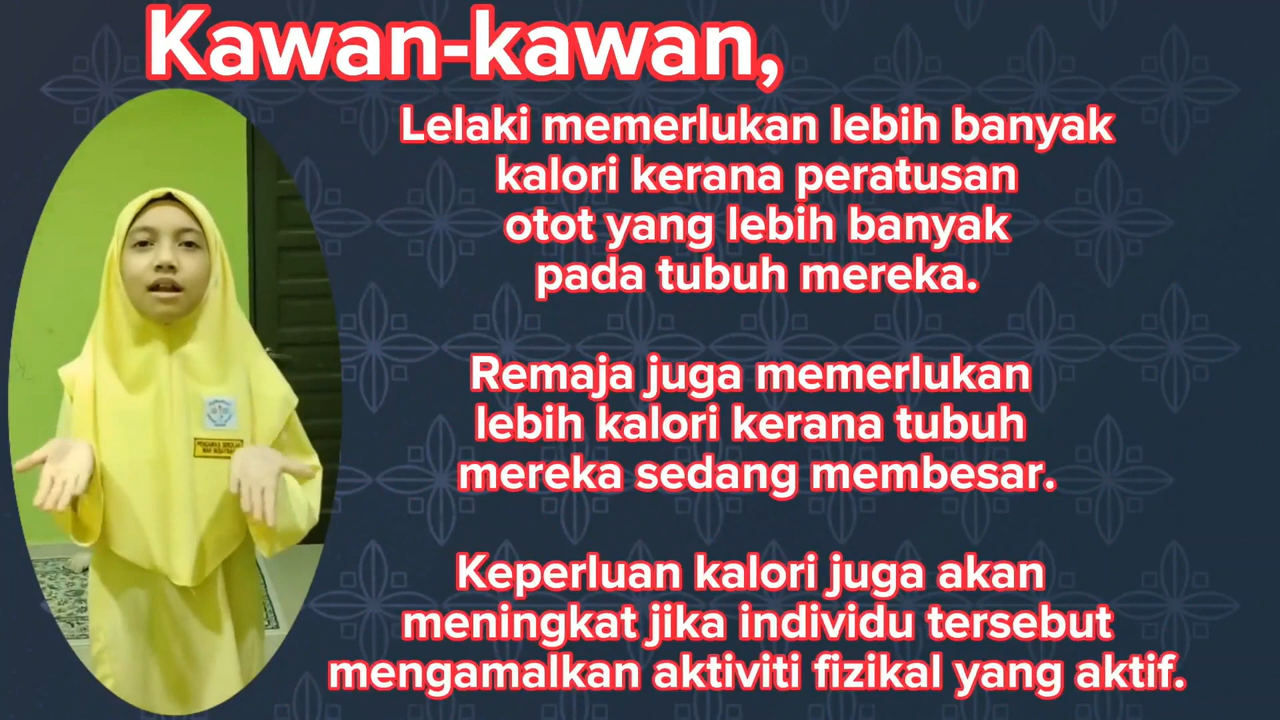 Kawan-kawan,
Lelaki memerlukan lebih banyak
kalori kerana peratusan
otot yang lebih banyak
pada tubuh mereka.
Remaja juga memerlukan
lebih kalori kerana tubuh
mereka sedang membesar.
Keperluan kalori juga akan
meningkat jika individu tersebut
mengamalkan aktiviti fizikal yang aktif.